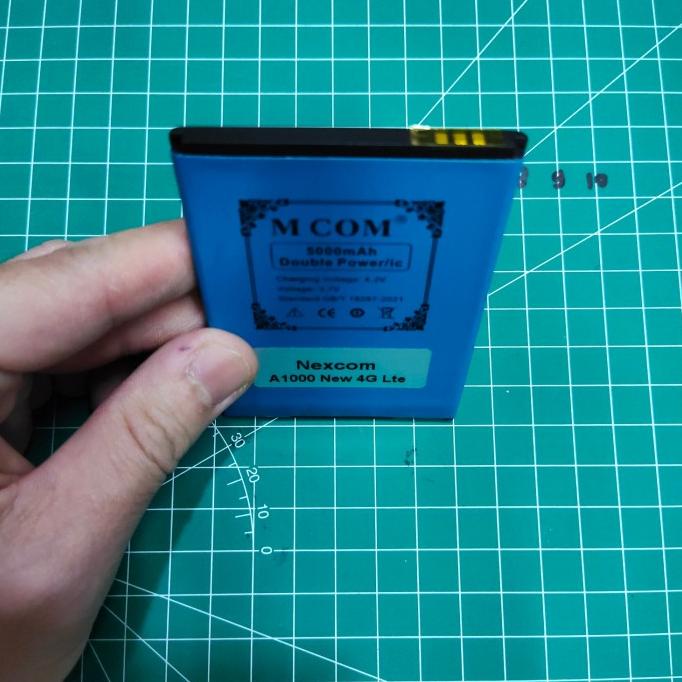 M COM®
5000mAh
Double Power/ic
Charging voltage: 4.2V
Voltage: 3.7V
Standard GB/T 18287-2021
CE
Nexcom
A1000 New 4G Lte
9 10
30
20
10
0